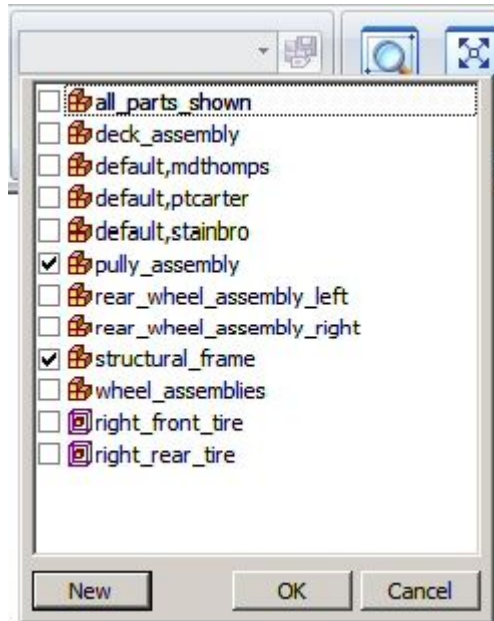 all_parts_shown
deck_assembly
default,mdthomps
default,ptcarter
default,stainbro
pully_assembly
rear_wheel_assembly_left
rear_wheel_assembly_right
structural_frame
wheel_assemblies
right_front_tire
right_rear_tire
New OK Cancel